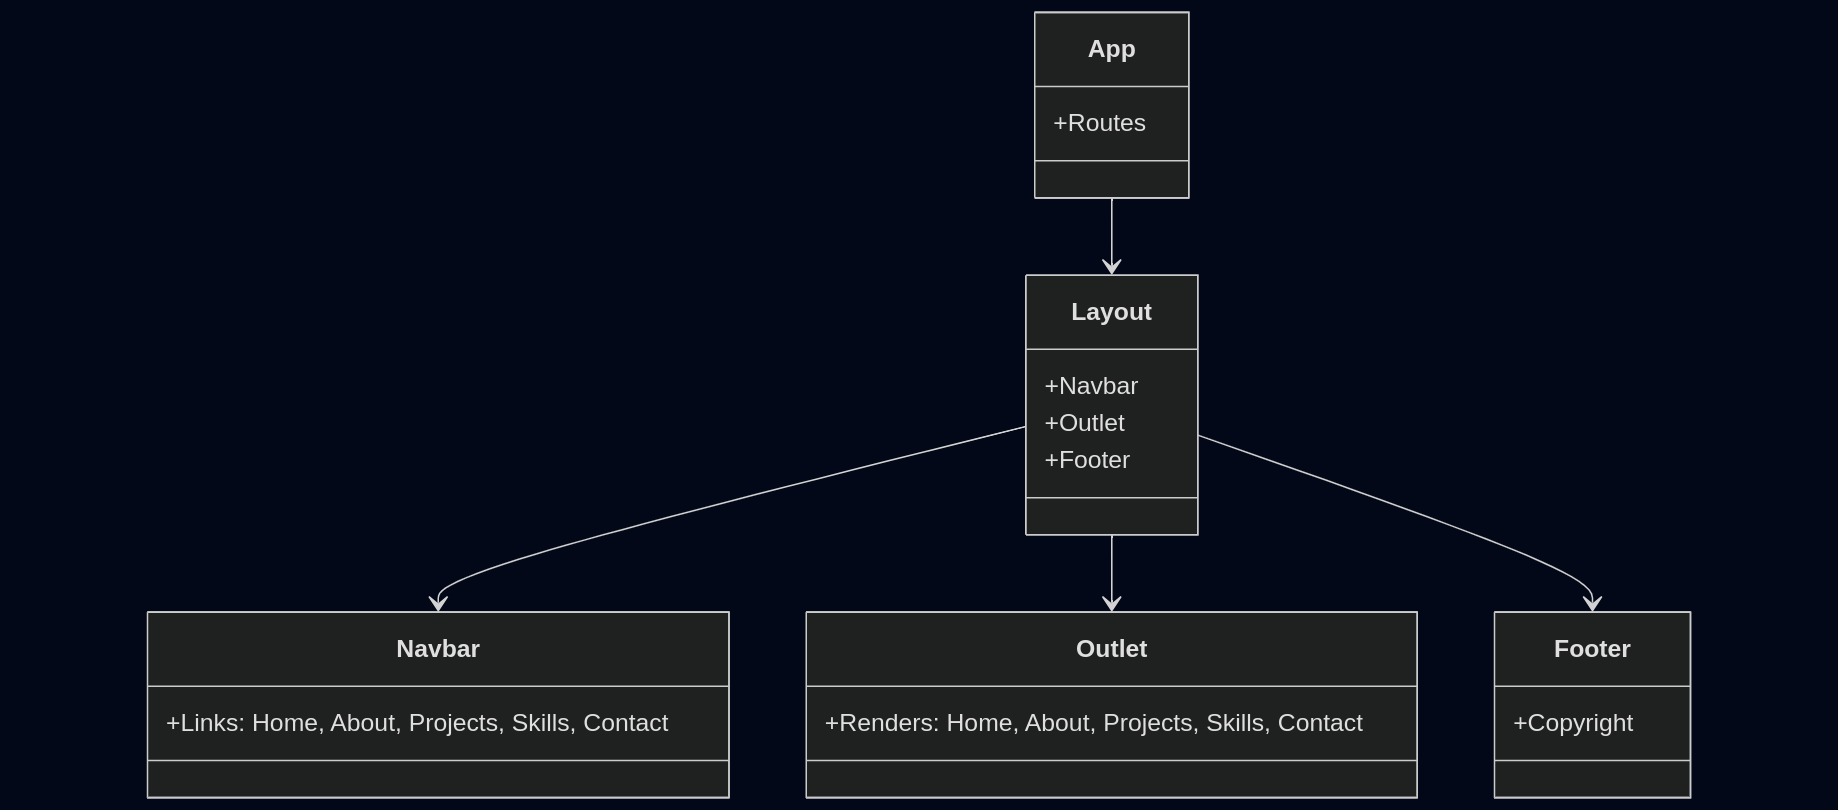 App
+Routes
Layout
+Navbar
+Outlet
+Footer
Navbar
+Links: Home, About, Projects, Skills, Contact
Outlet
+Renders: Home, About, Projects, Skills, Contact
Footer
+Copyright